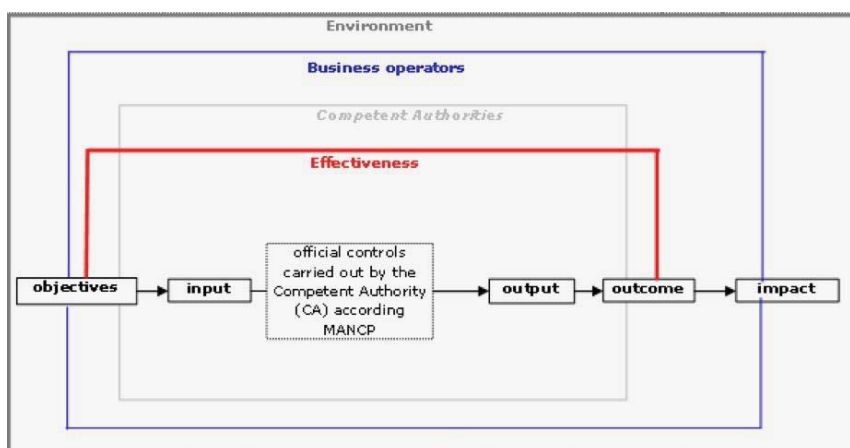 Environment
Business operators
Competent Authorities
Effectiveness
objectives
input
official controls
carried out by the
Competent Authority
(CA) according
MANCP
output
outcome
impact